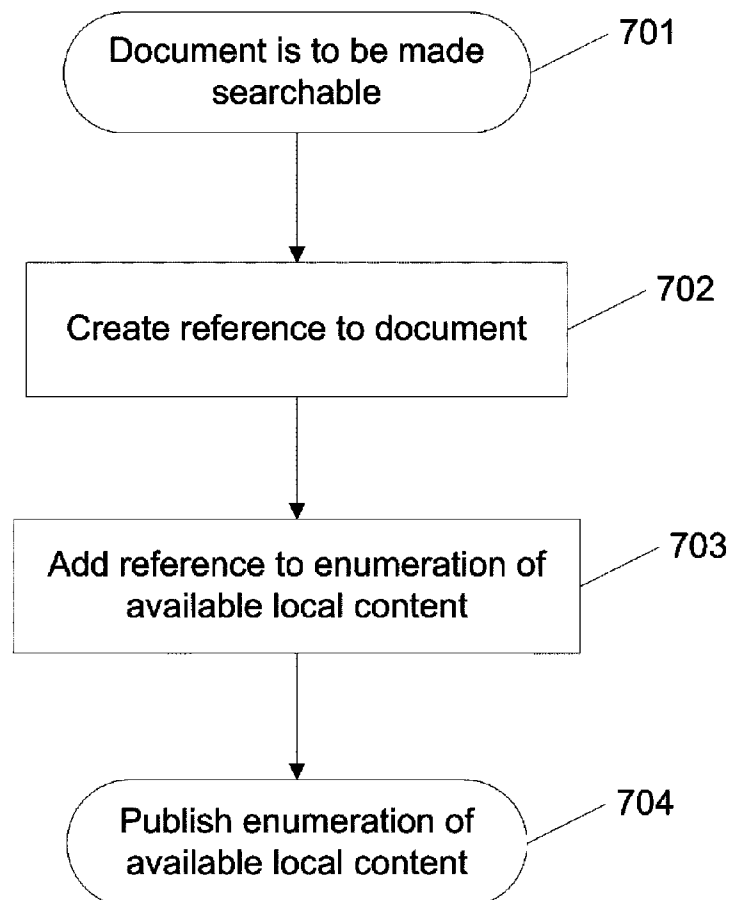 Document is to be made
searchable
701
Create reference to document
702
Add reference to enumeration of
available local content
703
Publish enumeration of
available local content
704